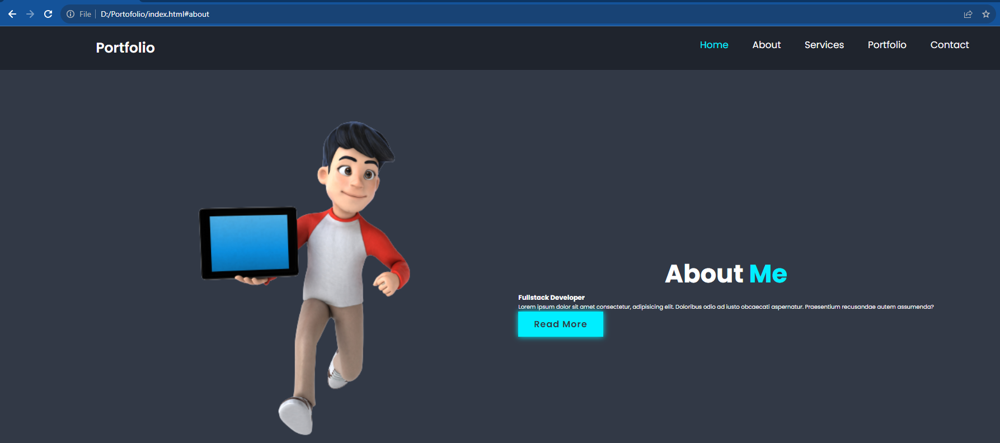 File | D:/Portofolio/index.html#about
Portfolio
Home About Services Portfolio Contact
About Me
Fullstack Developer
Lorem ipsum dolor sit amet consectetur, adipisicing elit. Doloribus odio ad iusto obcaecati aspernatur. Praesentium recusandae autem assumenda?
Read More